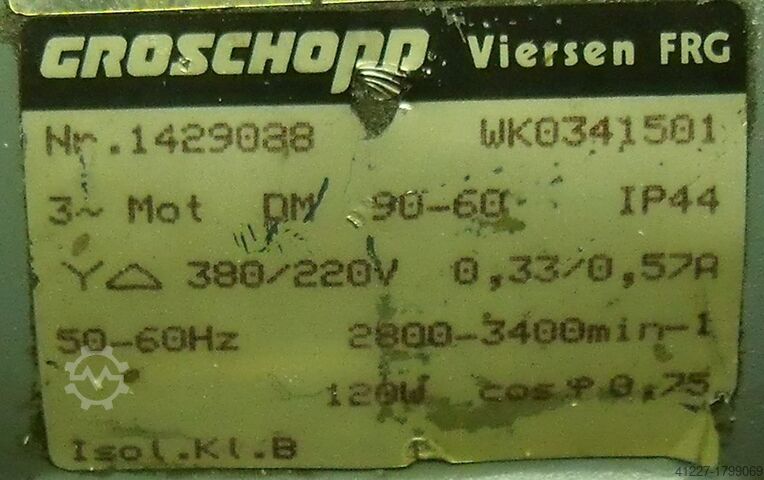 GROSCHOPP Viersen FRG
Nr.1429088 WK0341501
3~ Mot DM 90-60 IP44
Y△ 380/220V 0,33/0,57A
50-60Hz 2800-3400min-1
120W cos φ 0,75
Isol.Kl.B
41227-1799069